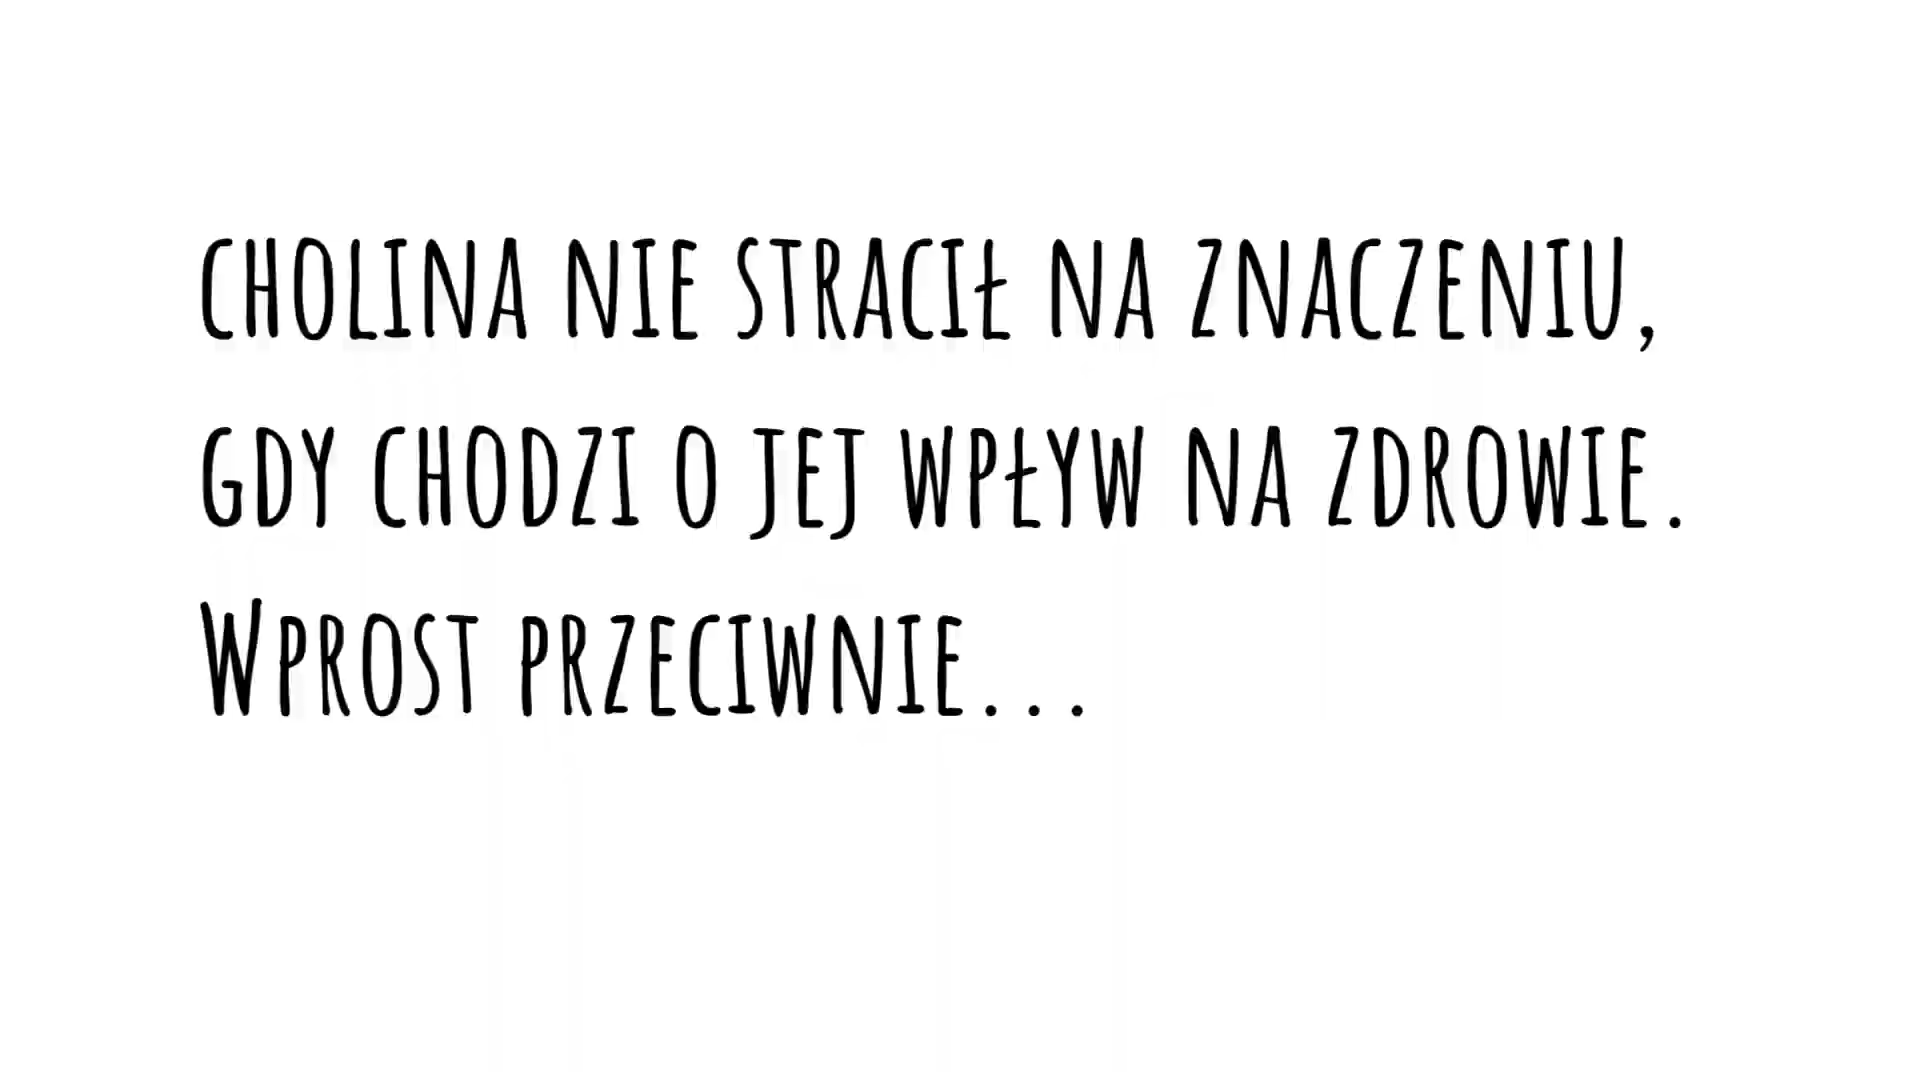 cholina nie stracił na znaczeniu,
gdy chodzi o jej wpływ na zdrowie.
Wprost przeciwnie...